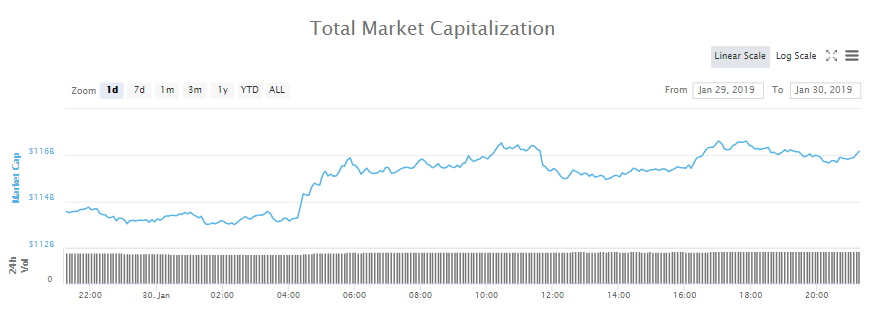 Total Market Capitalization
Linear Scale Log Scale
Zoom 1d 7d 1m 3m 1y YTD ALL From Jan 29, 2019 To Jan 30, 2019
$116B
Market Cap
$114B
$112B
24h
Vol
0
22:00 30. Jan 02:00 04:00 06:00 08:00 10:00 12:00 14:00 16:00 18:00 20:00